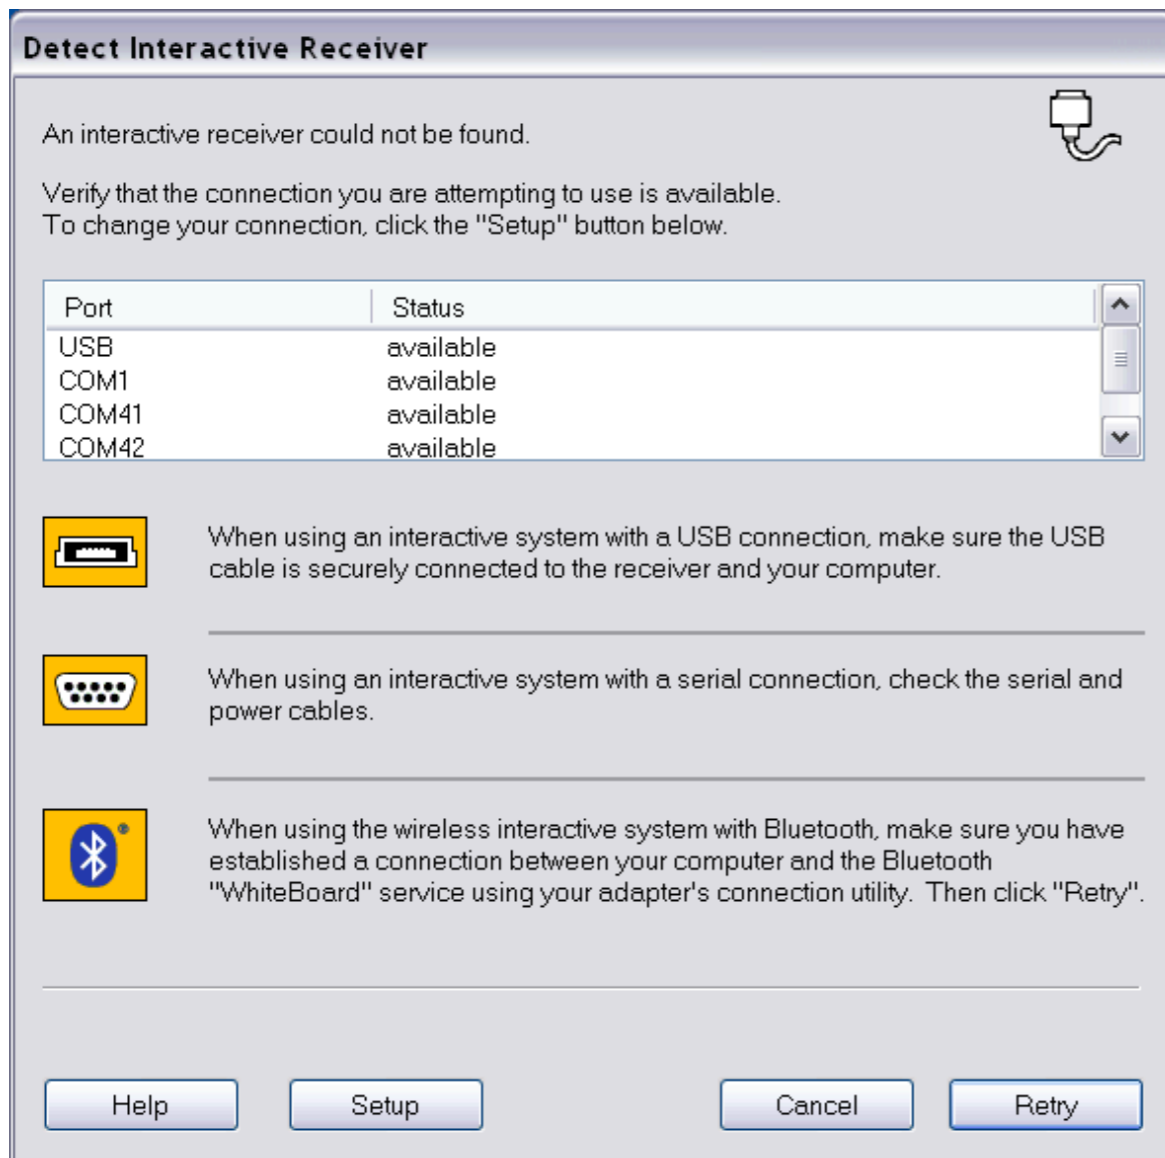 Detect Interactive Receiver
An interactive receiver could not be found.
Verify that the connection you are attempting to use is available.
To change your connection, click the "Setup" button below.
Port Status
USB available
COM1 available
COM41 available
COM42 available
When using an interactive system with a USB connection, make sure the USB
cable is securely connected to the receiver and your computer.
When using an interactive system with a serial connection, check the serial and
power cables.
When using the wireless interactive system with Bluetooth, make sure you have
established a connection between your computer and the Bluetooth
"WhiteBoard" service using your adapter's connection utility.  Then click "Retry".
Help Setup Cancel Retry